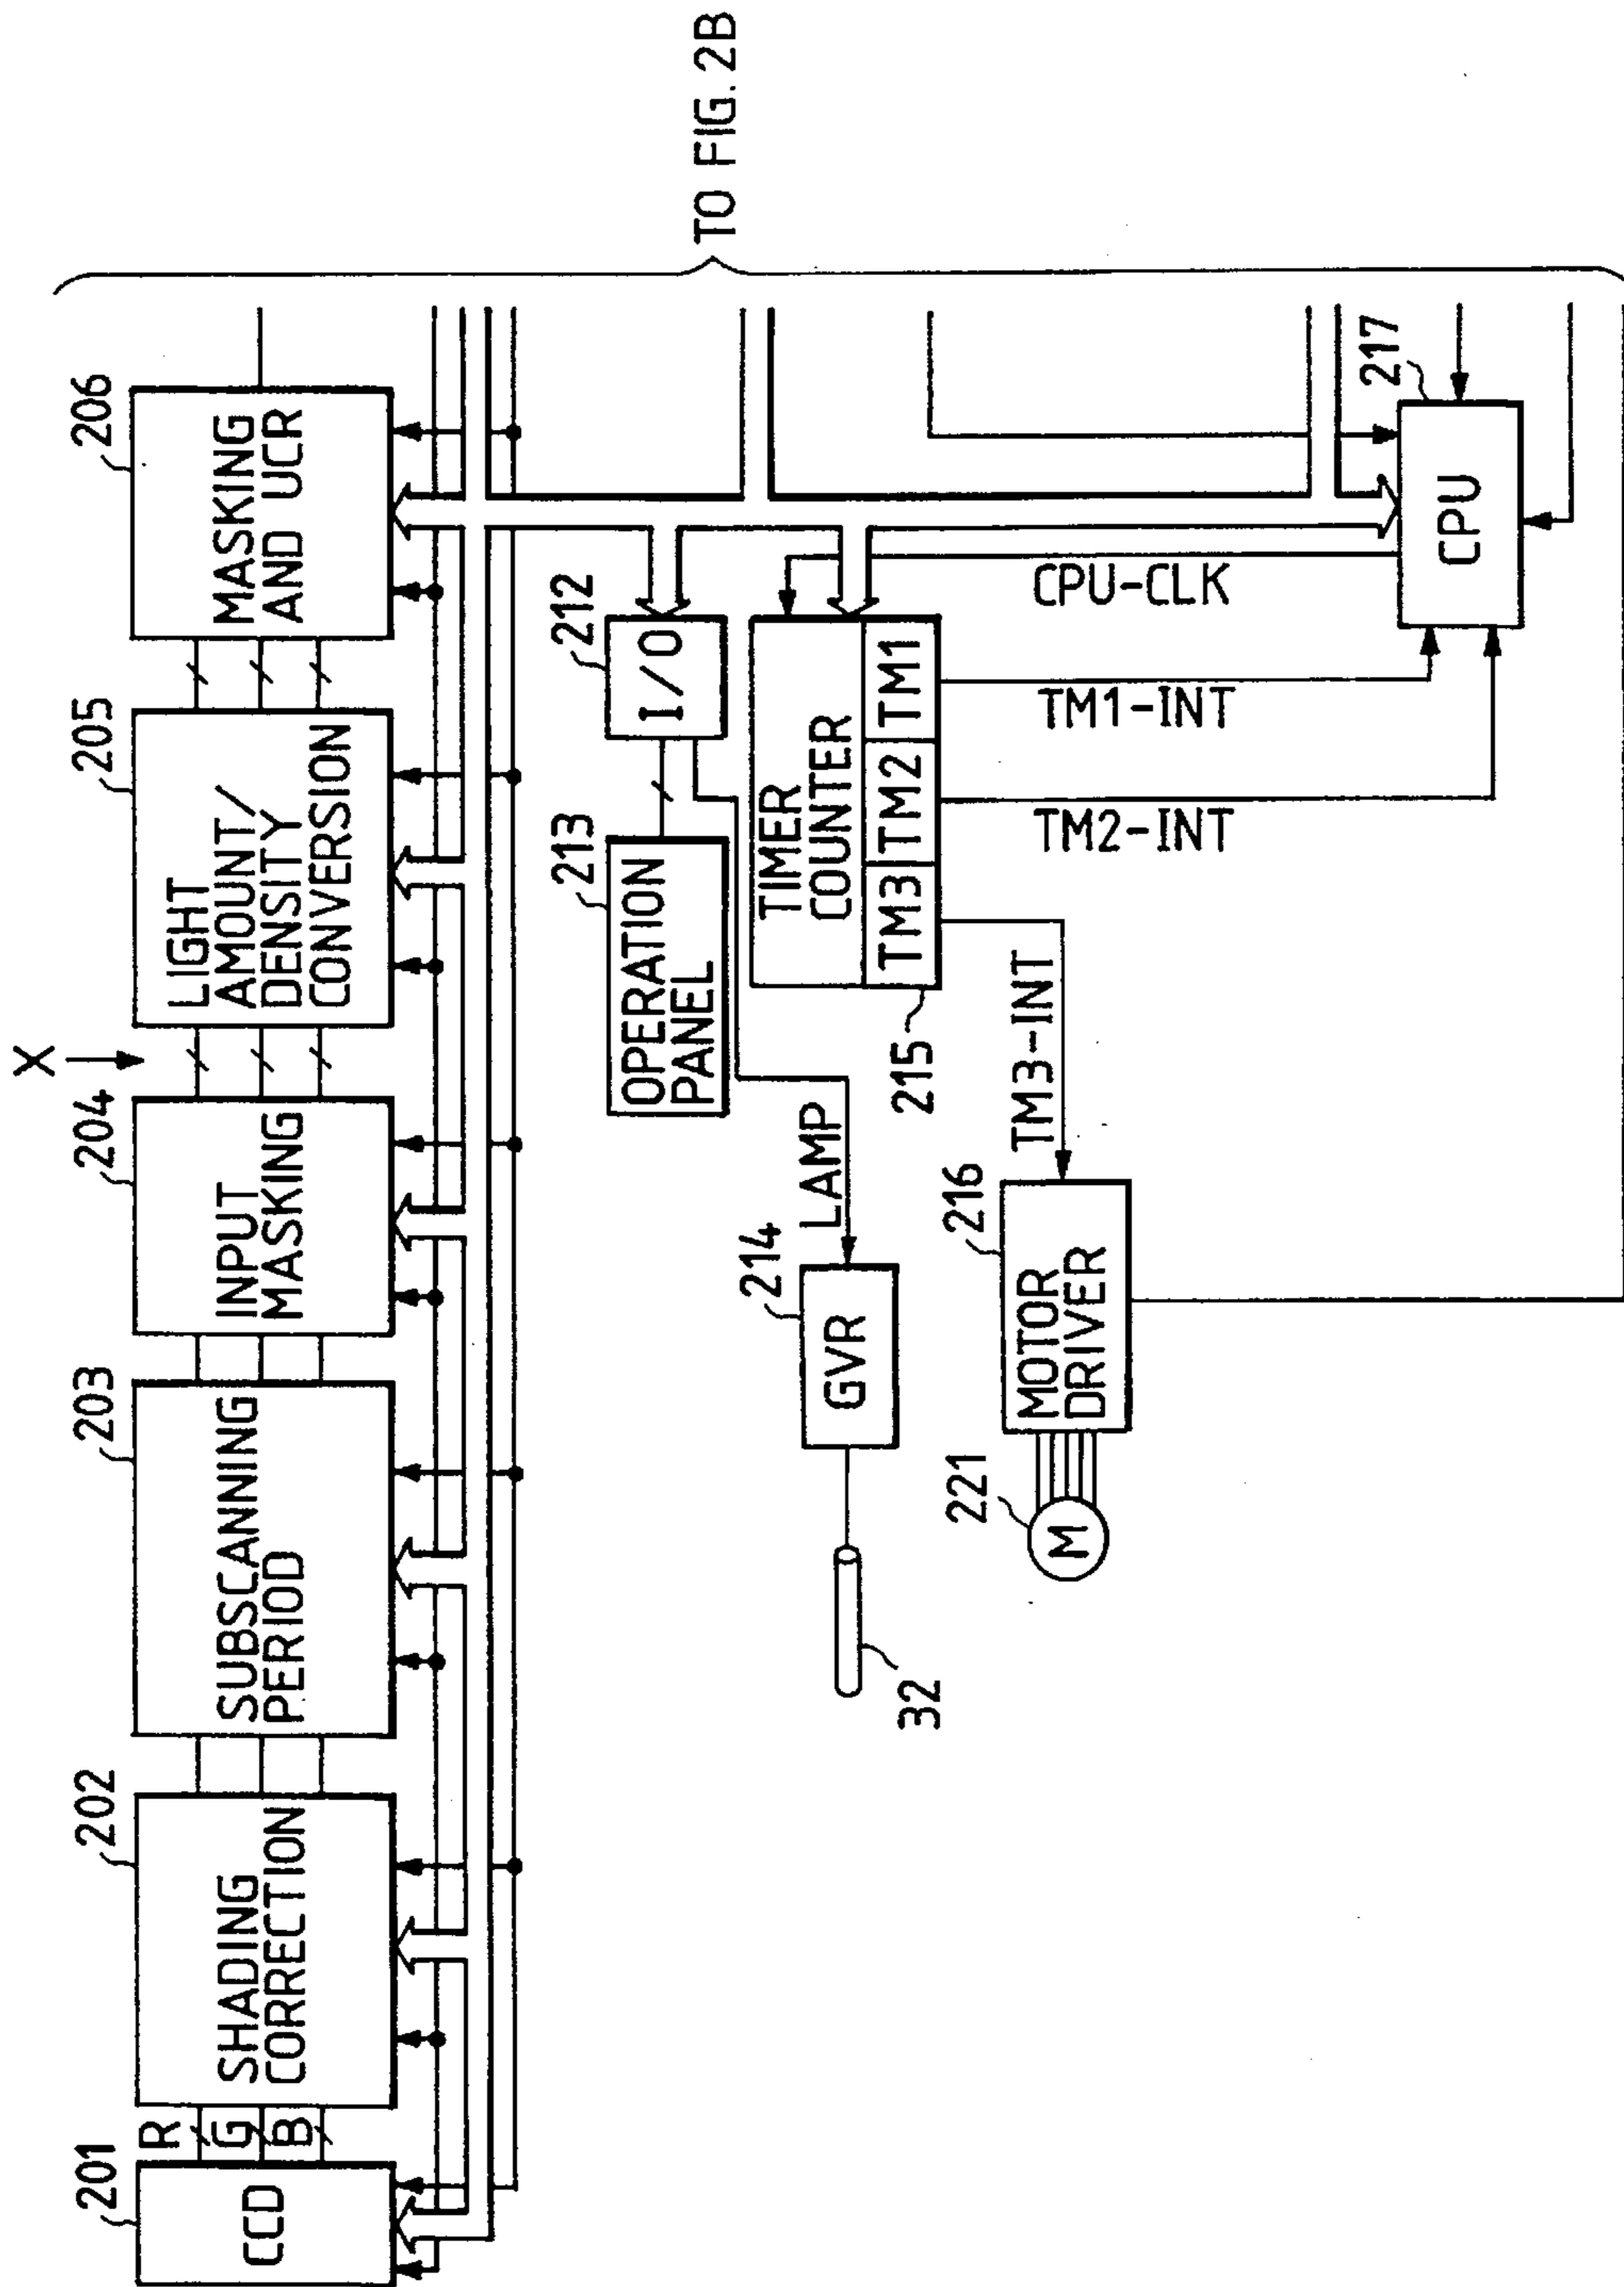 201
CCD
R
G
B
202
SHADING
CORRECTION
203
SUBSCANNING
PERIOD
204
INPUT
MASKING
X
205
LIGHT
AMOUNT/
DENSITY
CONVERSION
206
MASKING
AND UCR
TO FIG. 2B
212
I/O
213
OPERATION
PANEL
LAMP
214
GVR
32
TIMER
COUNTER
TM3
TM2
TM1
215
TM3-INT
216
MOTOR
DRIVER
221
M
CPU-CLK
TM1-INT
TM2-INT
217
CPU